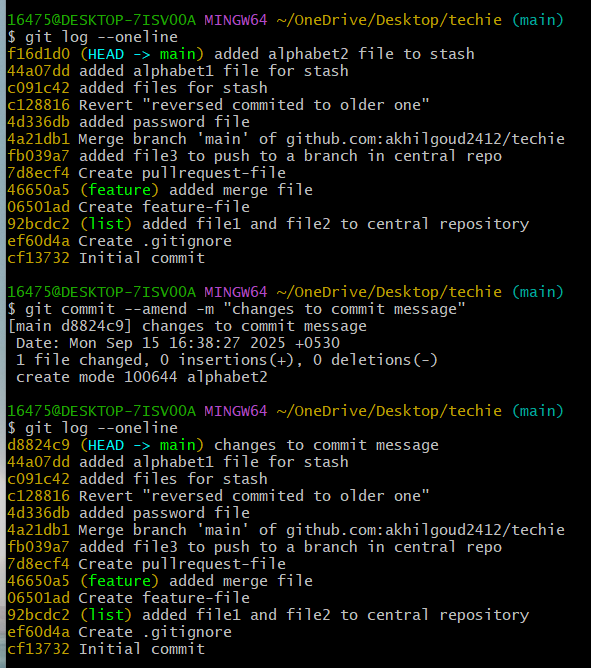 16475@DESKTOP-7ISV0OA MINGW64 ~/OneDrive/Desktop/techie (main)
$ git log --oneline
f16d1d0 (HEAD -> main) added alphabet2 file to stash
44a07dd added alphabet1 file for stash
c091c42 added files for stash
c128816 Revert "reversed commited to older one"
4d336db added password file
4a21db1 Merge branch 'main' of github.com:akhilgoud2412/techie
fb039a7 added file3 to push to a branch in central repo
7d8ecf4 Create pullrequest-file
46650a5 (feature) added merge file
06501ad Create feature-file
92bcdc2 (list) added file1 and file2 to central repository
ef60d4a Create .gitignore
cf13732 Initial commit
16475@DESKTOP-7ISV0OA MINGW64 ~/OneDrive/Desktop/techie (main)
$ git commit --amend -m "changes to commit message"
[main d8824c9] changes to commit message
Date: Mon Sep 15 16:38:27 2025 +0530
1 file changed, 0 insertions(+), 0 deletions(-)
create mode 100644 alphabet2
16475@DESKTOP-7ISV0OA MINGW64 ~/OneDrive/Desktop/techie (main)
$ git log --oneline
d8824c9 (HEAD -> main) changes to commit message
44a07dd added alphabet1 file for stash
c091c42 added files for stash
c128816 Revert "reversed commited to older one"
4d336db added password file
4a21db1 Merge branch 'main' of github.com:akhilgoud2412/techie
fb039a7 added file3 to push to a branch in central repo
7d8ecf4 Create pullrequest-file
46650a5 (feature) added merge file
06501ad Create feature-file
92bcdc2 (list) added file1 and file2 to central repository
ef60d4a Create .gitignore
cf13732 Initial commit